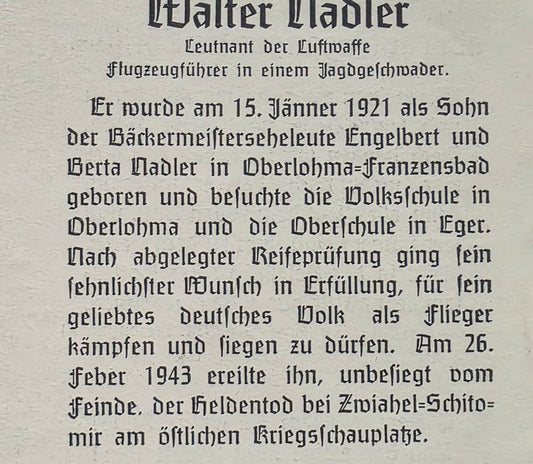 Walter Nadler
Leutnant der Luftwaffe
Flugzeugführer in einem Jagdgeschwader.
Er wurde am 15. Jänner 1921 als Sohn
der Bäckermeisterseheleute Engelbert und
Berta Nadler in Oberlohma=Franzensbad
geboren und besuchte die Volksschule in
Oberlohma und die Oberschule in Eger.
Nach abgelegter Reifeprüfung ging sein
sehnlichster Wunsch in Erfüllung, für sein
geliebtes deutsches Volk als Flieger
kämpfen und siegen zu dürfen. Am 26.
Feber 1943 ereilte ihn, unbesiegt vom
Feinde, der Heldentod bei Zwiahel=Schito=
mir am östlichen Kriegsschauplatze.